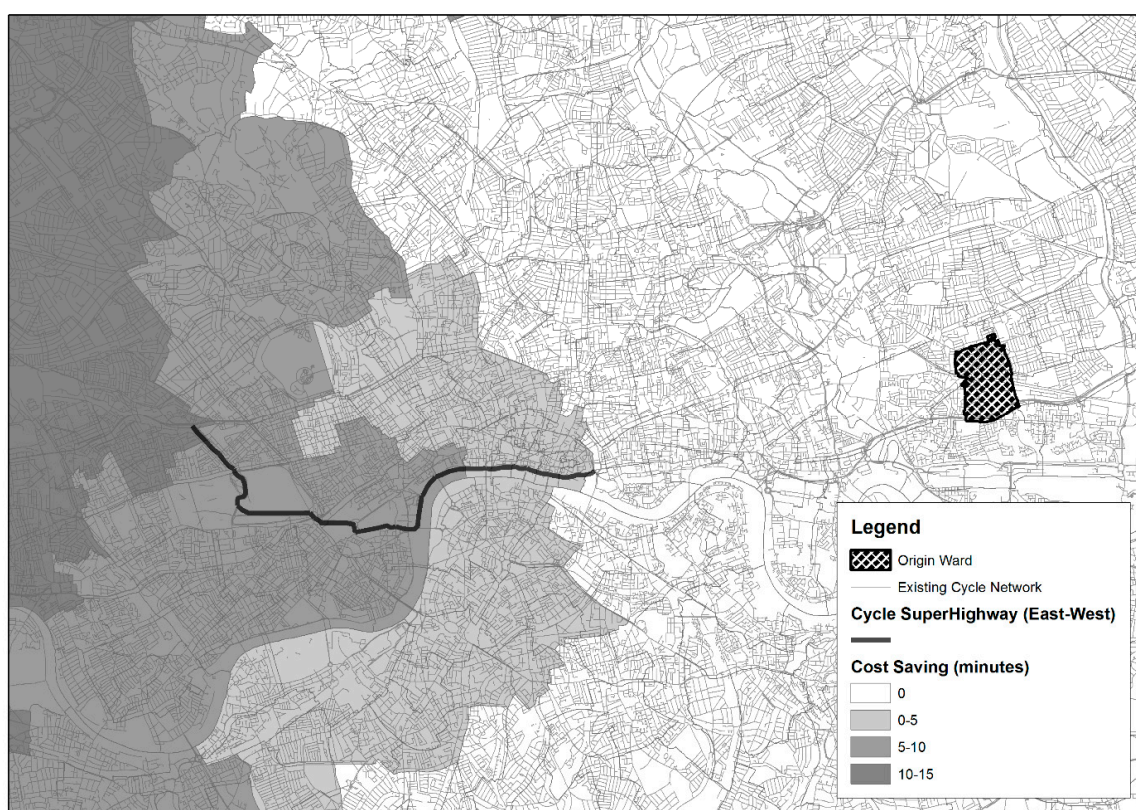 Legend
Origin Ward
Existing Cycle Network
Cycle SuperHighway (East-West)
Cost Saving (minutes)
0
0-5
5-10
10-15